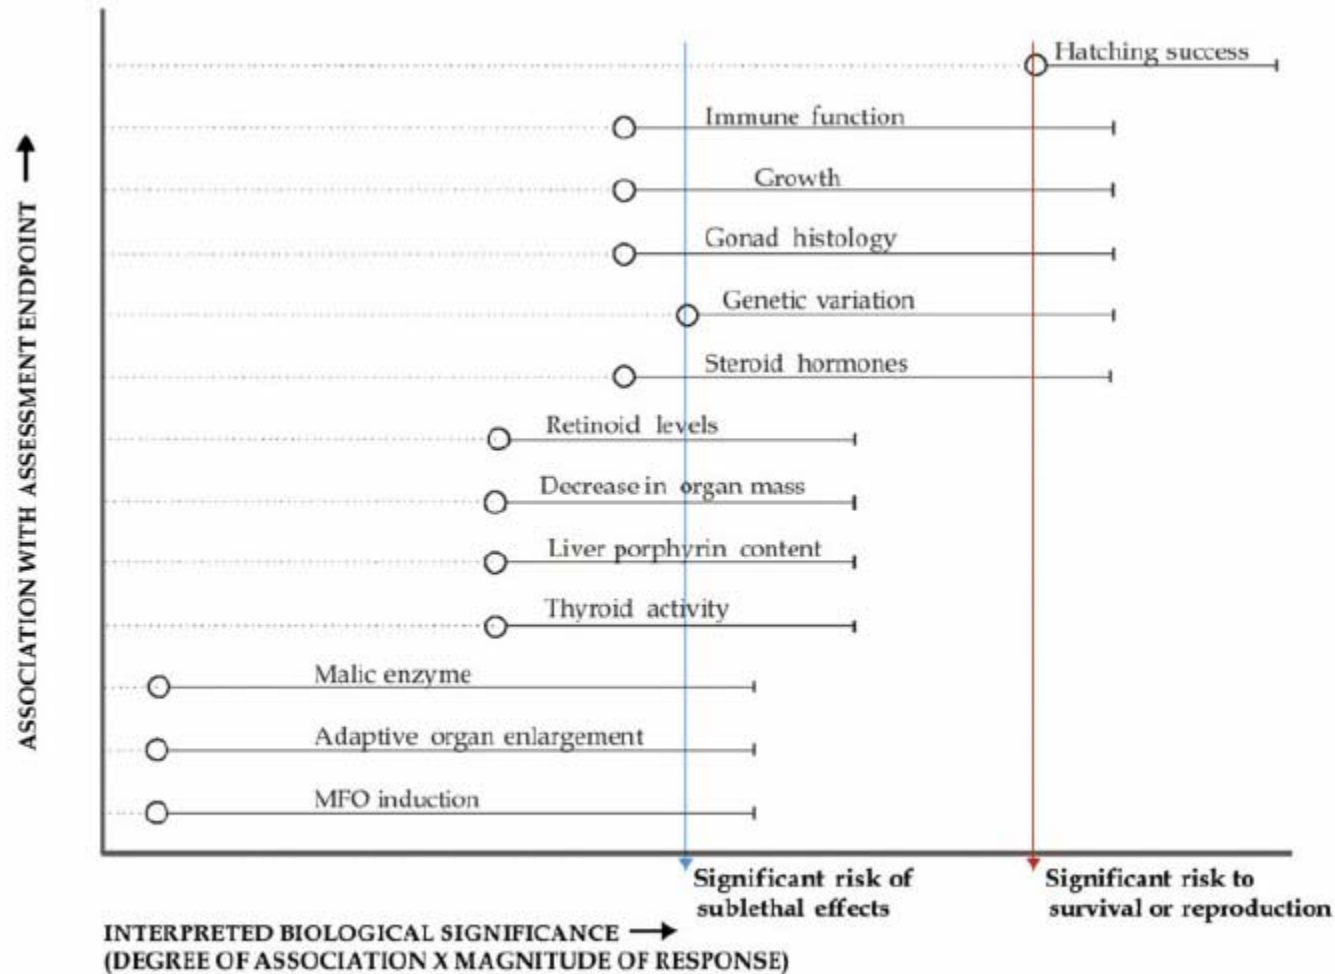 ASSOCIATION WITH ASSESSMENT ENDPOINT
Hatching success
Immune function
Growth
Gonad histology
Genetic variation
Steroid hormones
Retinoid levels
Decrease in organ mass
Liver porphyrin content
Thyroid activity
Malic enzyme
Adaptive organ enlargement
MFO induction
Significant risk of
sublethal effects
Significant risk to
survival or reproduction
INTERPRETED BIOLOGICAL SIGNIFICANCE
(DEGREE OF ASSOCIATION X MAGNITUDE OF RESPONSE)